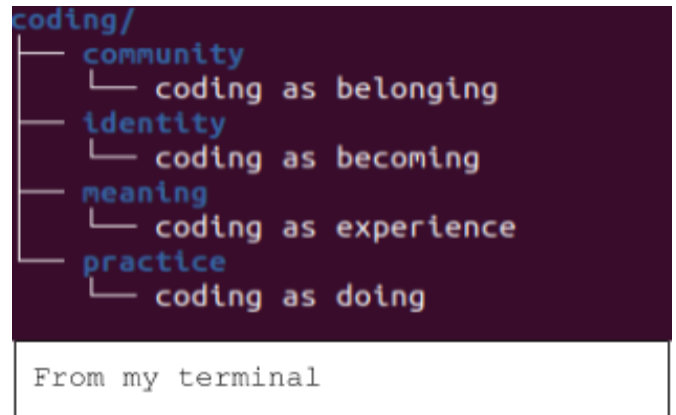 coding/
├── community
│   └── coding as belonging
├── identity
│   └── coding as becoming
├── meaning
│   └── coding as experience
└── practice
    └── coding as doing
From my terminal